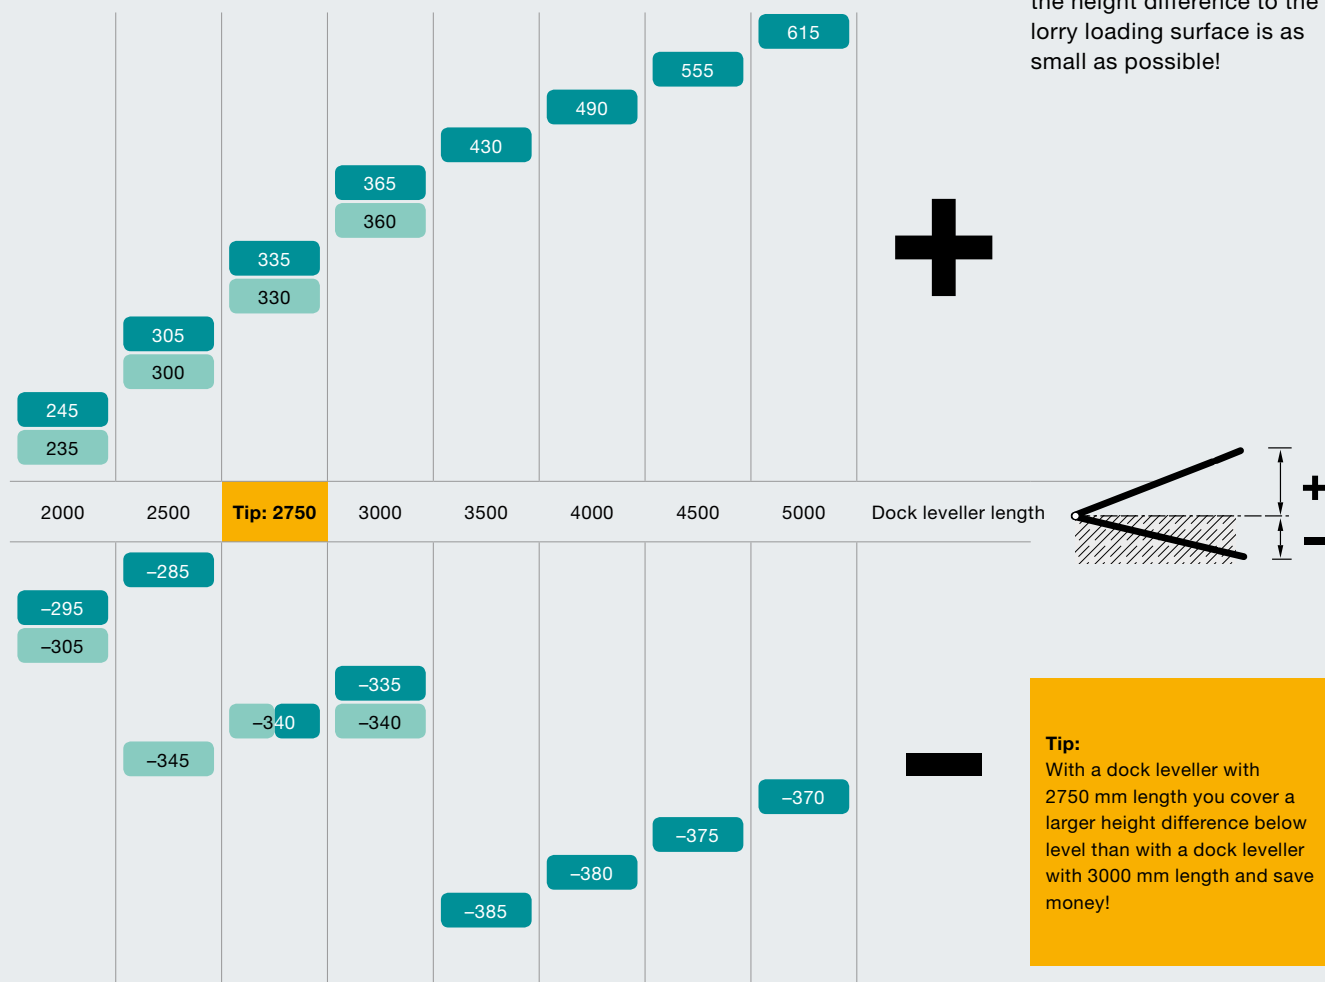 the height difference to the
lorry loading surface is as
small as possible!
615
555
490
430
365
360
335
330
305
300
245
235
2000 2500 Tip: 2750 3000 3500 4000 4500 5000 Dock leveller length
+
–
–285
–295
–305
–335
–340 –340
–345
–370
–375
–380
–385
Tip:
With a dock leveller with
2750 mm length you cover a
larger height difference below
level than with a dock leveller
with 3000 mm length and save
money!